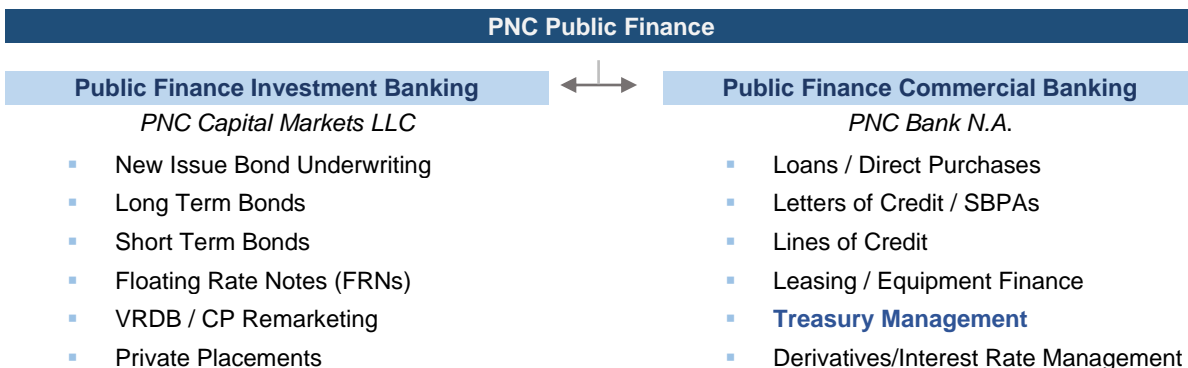 PNC Public Finance
Public Finance Investment Banking
PNC Capital Markets LLC
New Issue Bond Underwriting
Long Term Bonds
Short Term Bonds
Floating Rate Notes (FRNs)
VRDB / CP Remarketing
Private Placements
Public Finance Commercial Banking
PNC Bank N.A.
Loans / Direct Purchases
Letters of Credit / SBPAs
Lines of Credit
Leasing / Equipment Finance
Treasury Management
Derivatives/Interest Rate Management